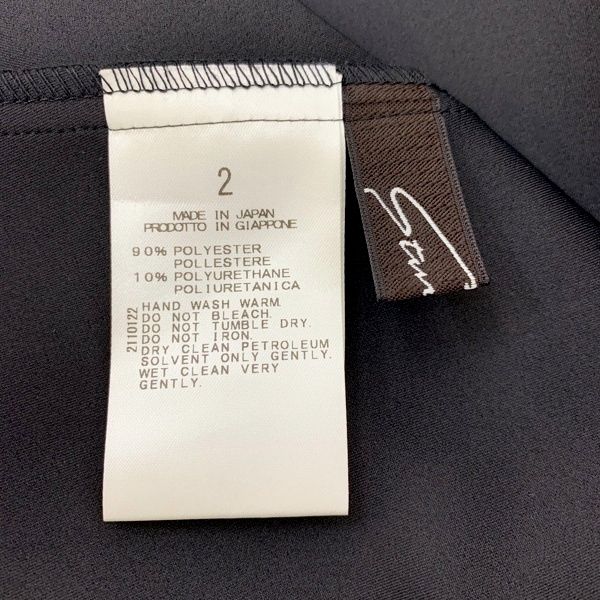 2
MADE IN JAPAN
PRODOTTO IN GIAPPONE
90% POLYESTER
POLLESTERE
10% POLYURETHANE
POLIURETANICA
HAND WASH WARM.
DO NOT BLEACH.
DO NOT TUMBLE DRY.
DO NOT IRON.
DRY CLEAN PETROLEUM
SOLVENT ONLY GENTLY.
WET CLEAN VERY
GENTLY.
2110122